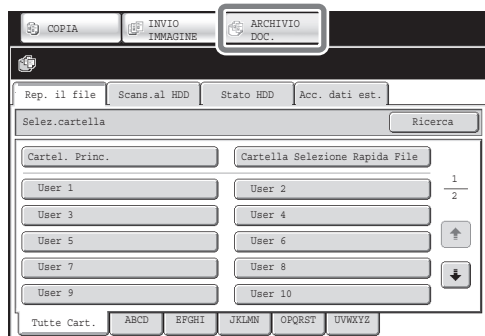 COPIA
INVIO
IMMAGINE
ARCHIVIO
DOC.
Rep. il file
Scans.al HDD
Stato HDD
Acc. dati est.
Selez.cartella
Ricerca
Cartel. Princ.
Cartella Selezione Rapida File
User 1
User 2
1
2
User 3
User 4
User 5
User 6
User 7
User 8
User 9
User 10
Tutte Cart.
ABCD
EFGHI
JKLMN
OPQRST
UVWXYZ